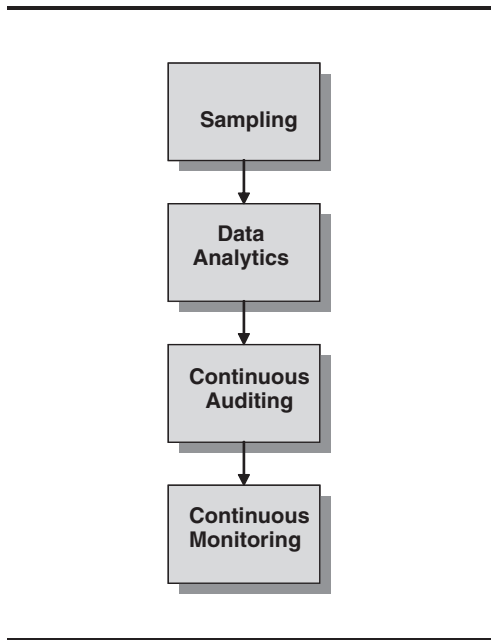 Sampling
Data
Analytics
Continuous
Auditing
Continuous
Monitoring